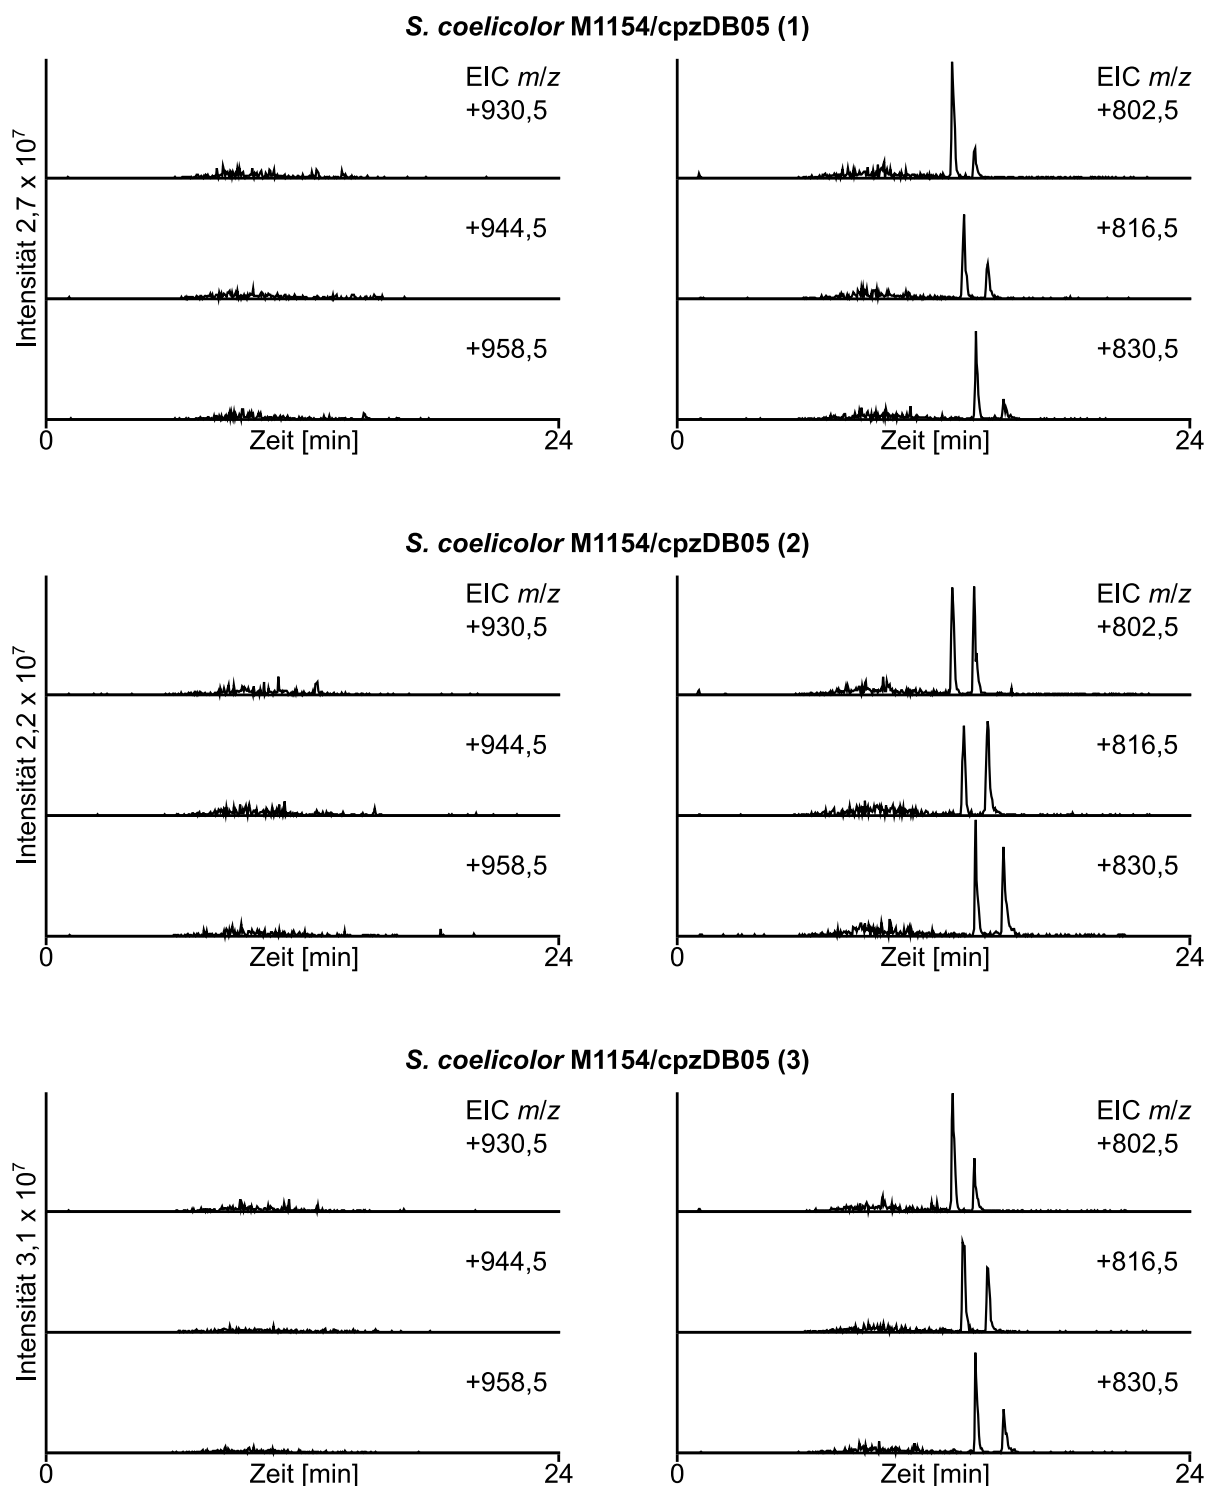 S. coelicolor M1154/cpzDB05 (1)
Intensität 2,7 x 10⁷
EIC m/z
+930,5
+944,5
+958,5
0 Zeit [min] 24
EIC m/z
+802,5
+816,5
+830,5
0 Zeit [min] 24
S. coelicolor M1154/cpzDB05 (2)
Intensität 2,2 x 10⁷
EIC m/z
+930,5
+944,5
+958,5
0 Zeit [min] 24
EIC m/z
+802,5
+816,5
+830,5
0 Zeit [min] 24
S. coelicolor M1154/cpzDB05 (3)
Intensität 3,1 x 10⁷
EIC m/z
+930,5
+944,5
+958,5
0 Zeit [min] 24
EIC m/z
+802,5
+816,5
+830,5
0 Zeit [min] 24